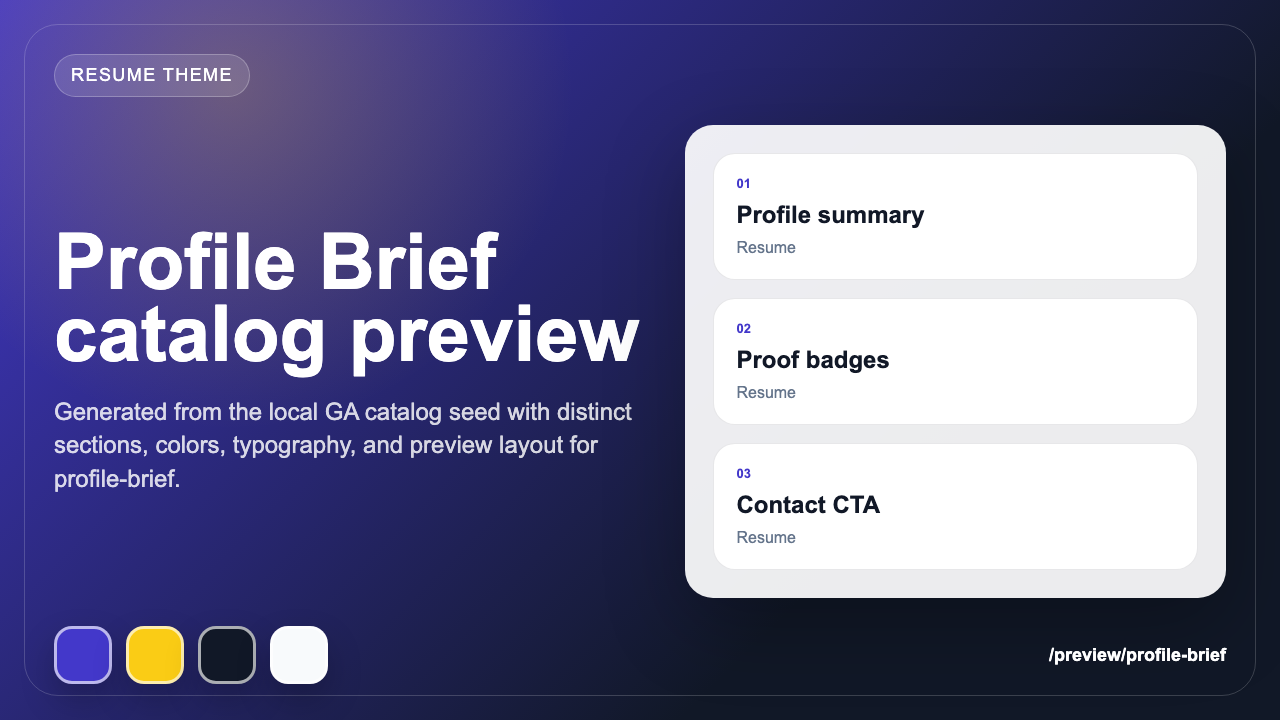 RESUME THEME
Profile Brief
catalog preview
Generated from the local GA catalog seed with distinct
sections, colors, typography, and preview layout for
profile-brief.
01
Profile summary
Resume
02
Proof badges
Resume
03
Contact CTA
Resume
/preview/profile-brief